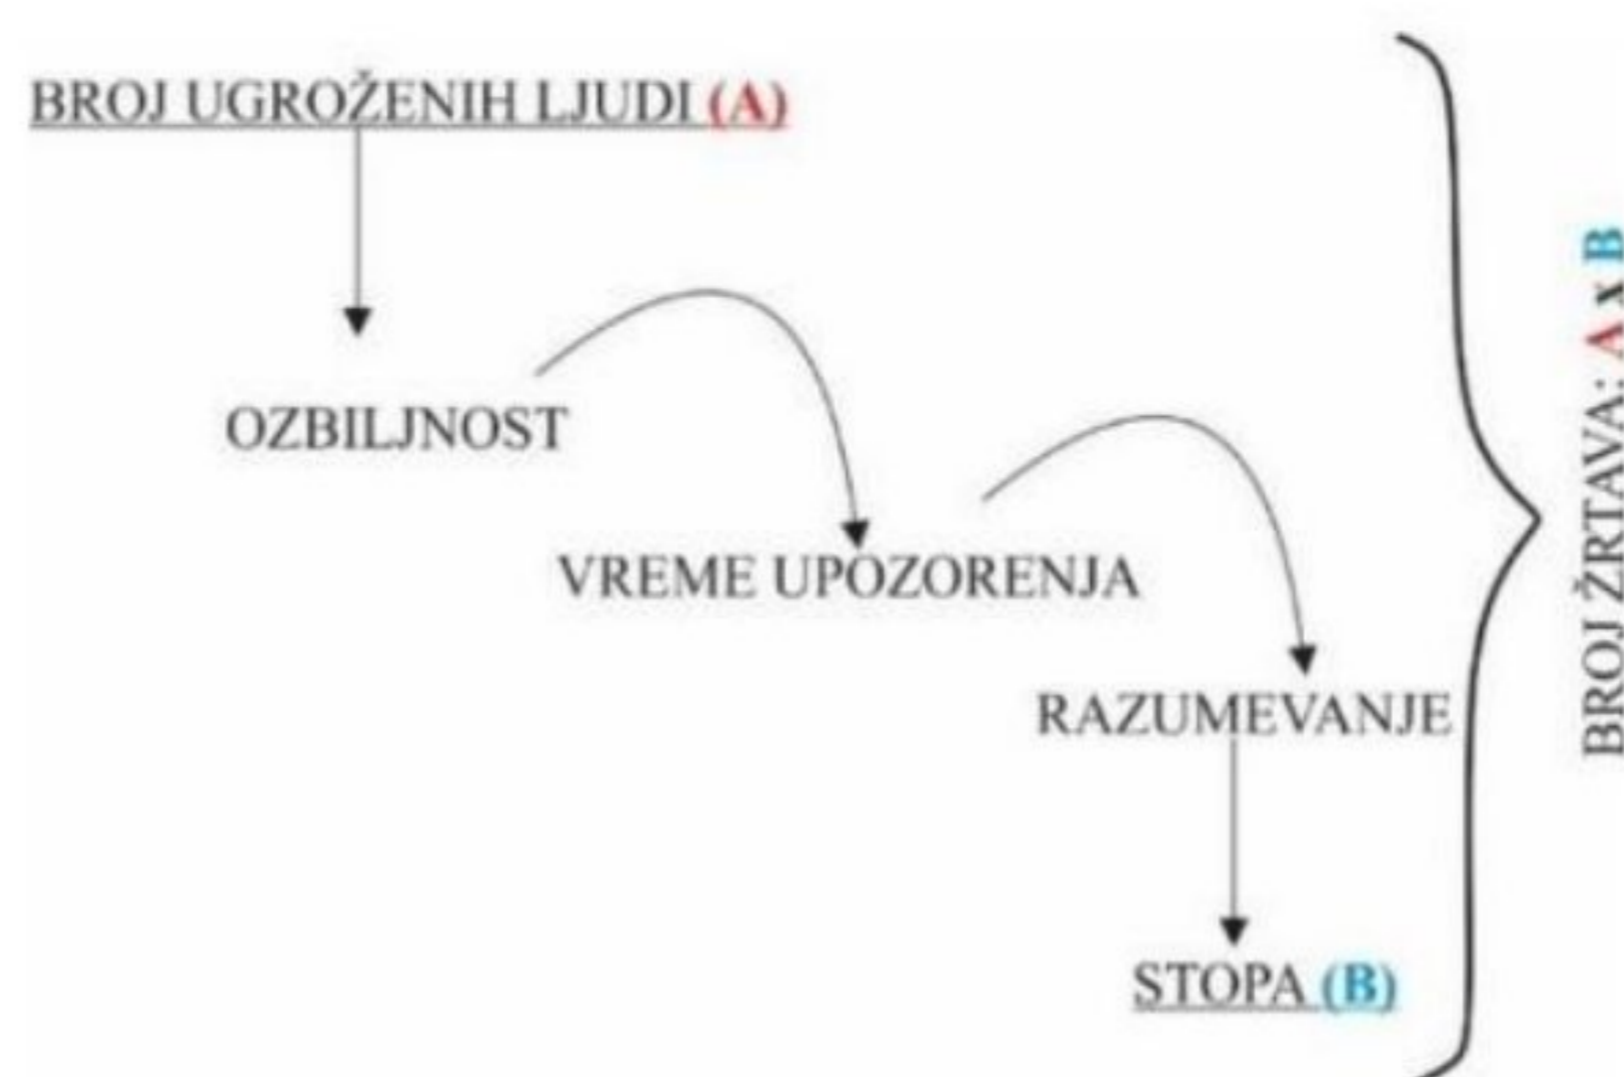 BROJ UGROŽENIH LJUDI (A)
OZBILJNOST
VREME UPOZORENJA
RAZUMEVANJE
STOPA (B)
BROJ ŽRTAVA: A x B